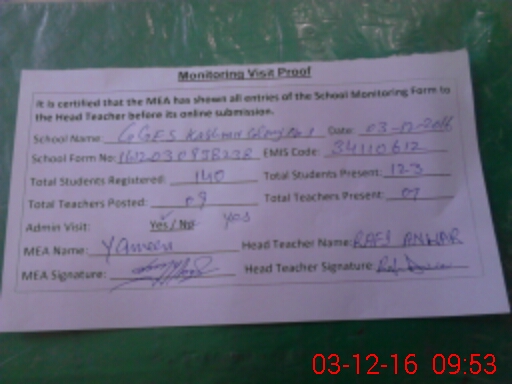 Monitoring Visit Proof
It is certified that the MEA has shown all entries of the School Monitoring Form to
the Head Teacher before its online submission.
School Name: GGES Date: 03-12-2016
School Form No: EMIS Code: 34110612
Total Students Registered: 140 Total Students Present: 123
Total Teachers Posted: 09 Total Teachers Present: 07
Admin Visit: Yes / No yes
MEA Name: Yameen Head Teacher Name: RAFI ANWAR
MEA Signature: Head Teacher Signature:
03-12-16 09:53